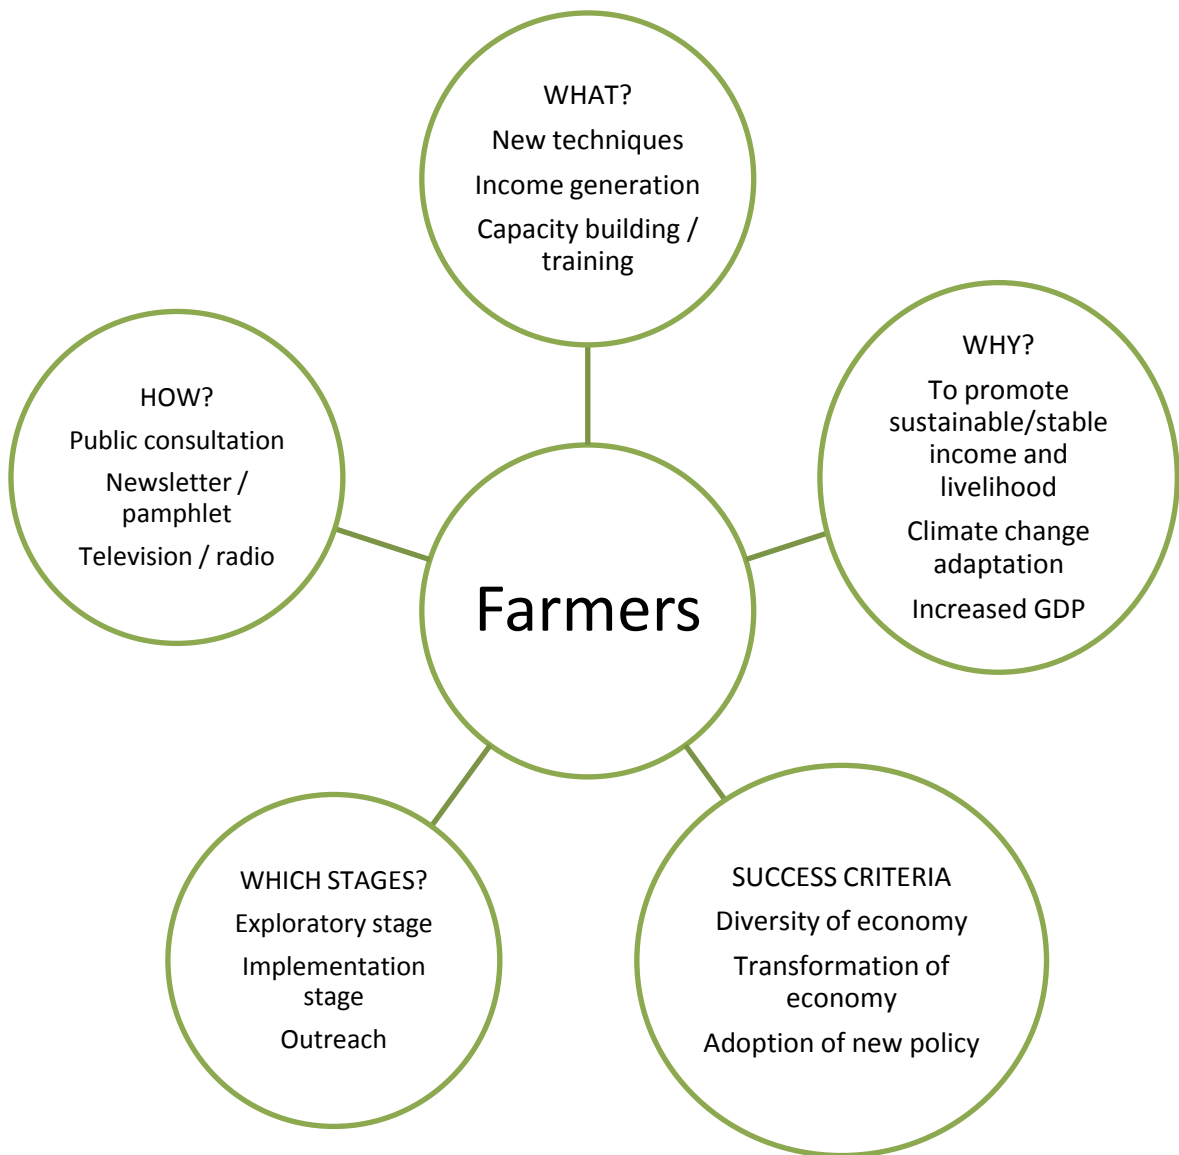 WHAT?
New techniques
Income generation
Capacity building /
training
WHY?
To promote
sustainable/stable
income and
livelihood
Climate change
adaptation
Increased GDP
HOW?
Public consultation
Newsletter /
pamphlet
Television / radio
Farmers
WHICH STAGES?
Exploratory stage
Implementation
stage
Outreach
SUCCESS CRITERIA
Diversity of economy
Transformation of
economy
Adoption of new policy